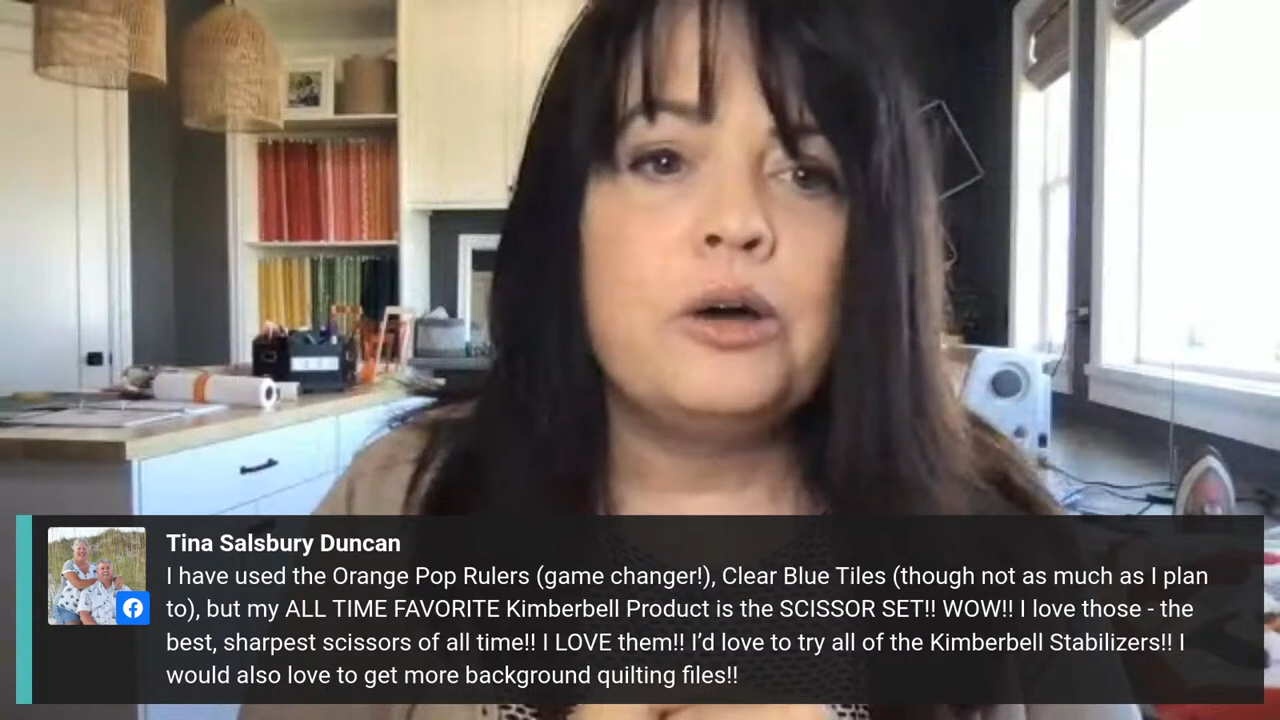 Tina Salsbury Duncan
I have used the Orange Pop Rulers (game changer!), Clear Blue Tiles (though not as much as I plan
to), but my ALL TIME FAVORITE Kimberbell Product is the SCISSOR SET!! WOW!! I love those - the
best, sharpest scissors of all time!! I LOVE them!! I’d love to try all of the Kimberbell Stabilizers!! I
would also love to get more background quilting files!!